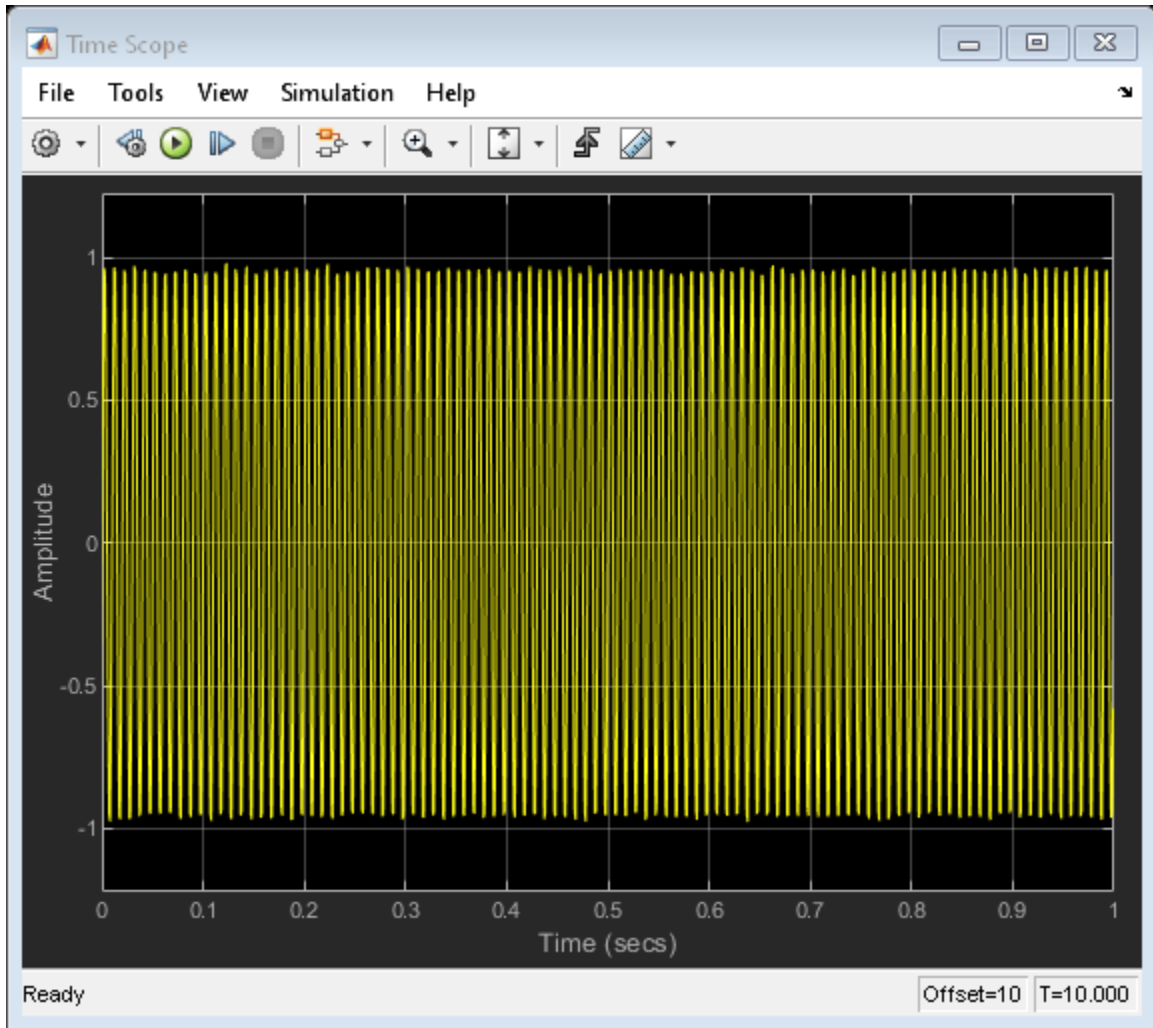 Time Scope
File Tools View Simulation Help
1
0.5
0
-0.5
-1
Amplitude
0 0.1 0.2 0.3 0.4 0.5 0.6 0.7 0.8 0.9 1
Time (secs)
Ready Offset=10 T=10.000